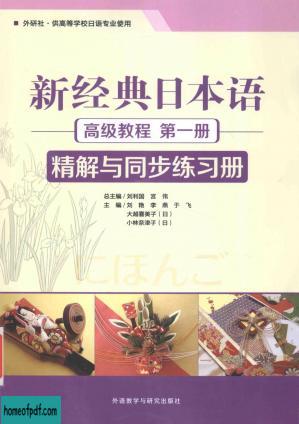 ■ 外研社·供高等学校日语专业使用
新经典日本语
高级教程 第一册
精解与同步练习册
总主编/刘利国 宫伟
主 编/刘 艳 李 燕 于 飞
大越喜美子（日）
小林奈津子（日）
にほんご
外语教学与研究出版社
homeofpdf.com
homeofpdf.com